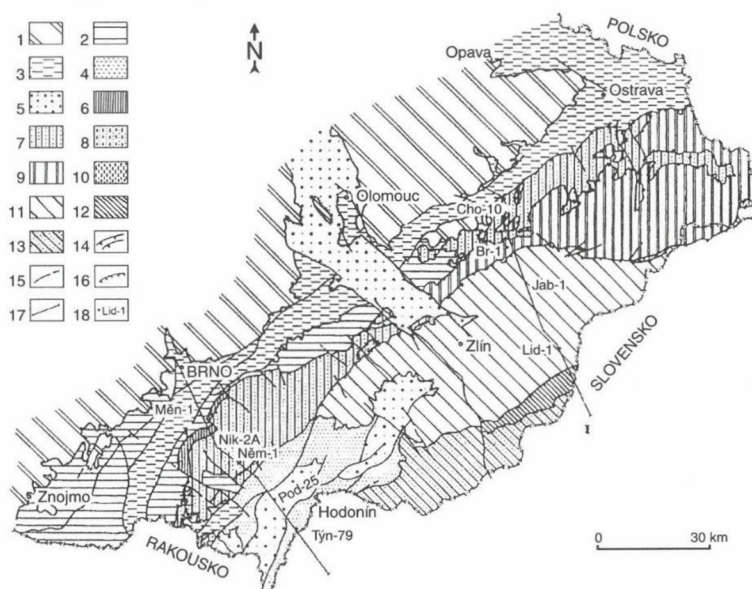 1 2
3 4
5 6
7 8
9 10
11 12
13 14
15 16
17 18 Lid-1
N
POLSKO
Opava
Ostrava
Olomouc
Cho-10
Br-1
Jab-1
Zlín
Lid-1
SLOVENSKO
BRNO
Měn-1
I
Nik-2A
Něm-1
Znojmo
Pod-25
Hodonín
Týn-79
RAKOUSKO
0 30 km